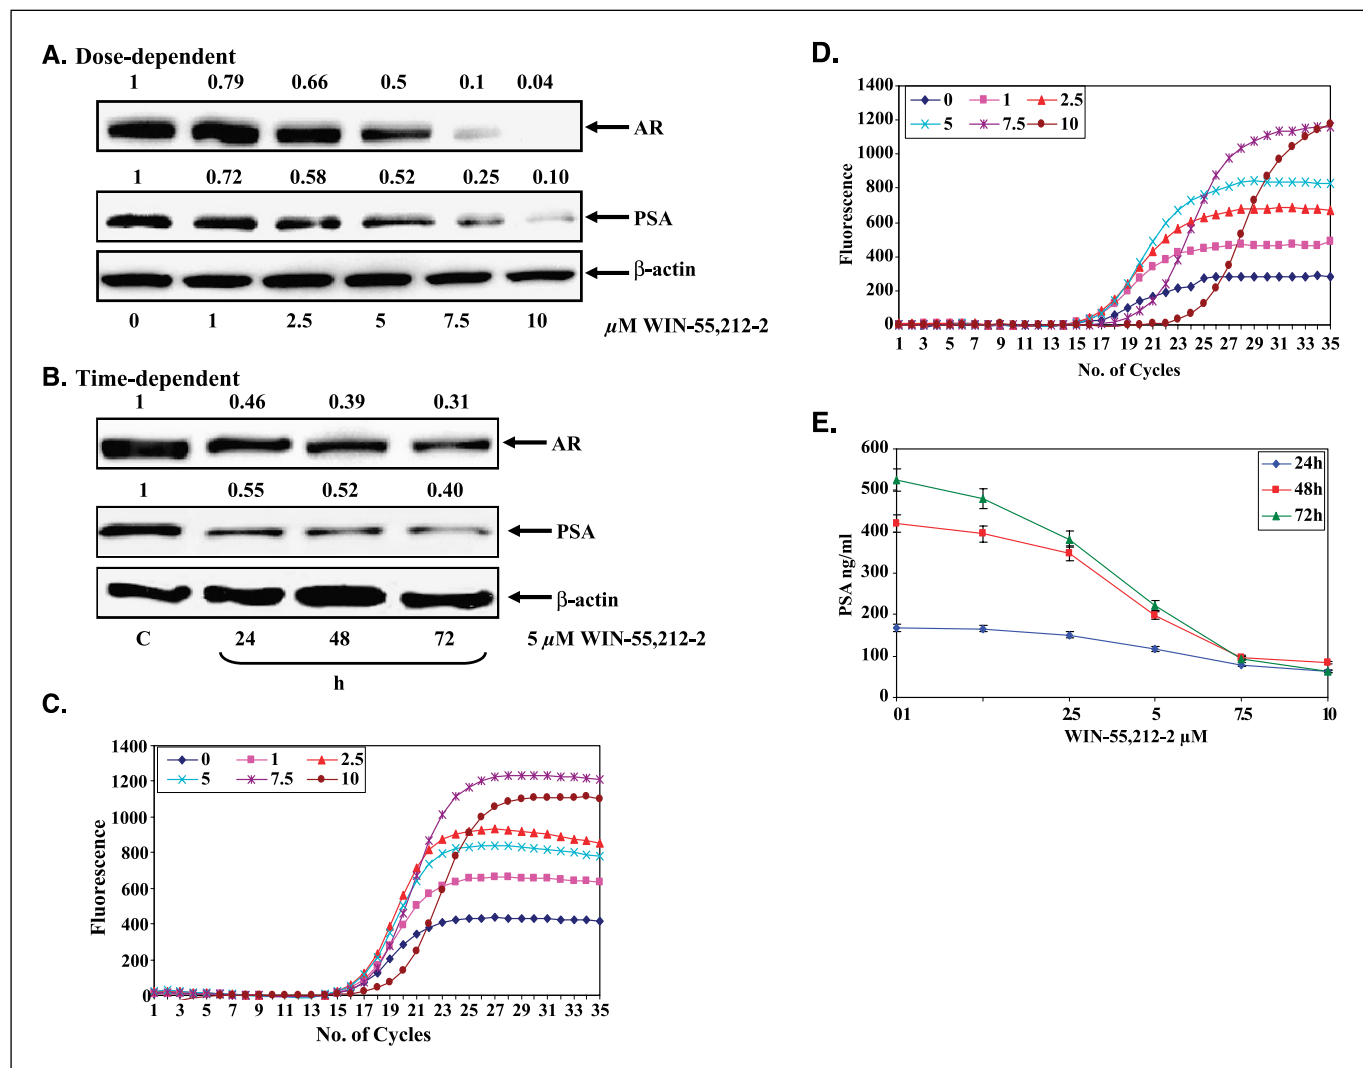 A. Dose-dependent
1 0.79 0.66 0.5 0.1 0.04
AR
1 0.72 0.58 0.52 0.25 0.10
PSA
β-actin
0 1 2.5 5 7.5 10 µM WIN-55,212-2
B. Time-dependent
1 0.46 0.39 0.31
AR
1 0.55 0.52 0.40
PSA
β-actin
C 24 48 72 5 µM WIN-55,212-2
h
C.
1400
1200
1000
800
600
400
200
0
Fluorescence
0 1 2.5
5 7.5 10
1 3 5 7 9 11 13 15 17 19 21 23 25 27 29 31 33 35
No. of Cycles
D.
1400
1200
1000
800
600
400
200
0
Fluorescence
0 1 2.5
5 7.5 10
1 3 5 7 9 11 13 15 17 19 21 23 25 27 29 31 33 35
No. of Cycles
E.
600
500
400
300
200
100
0
PSA ng/ml
24h
48h
72h
01 25 5 75 10
WIN-55,212-2 µM